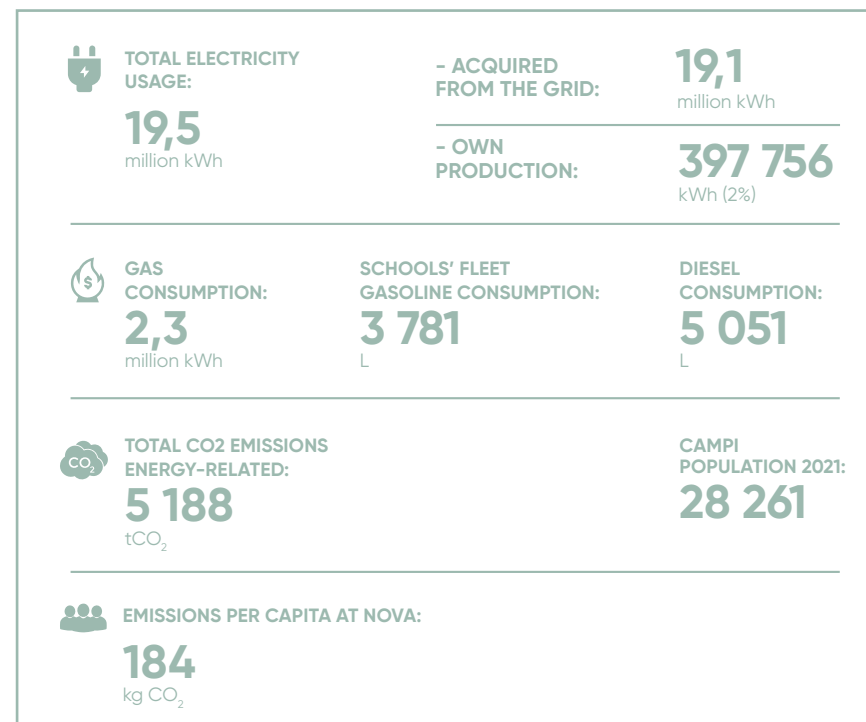 TOTAL ELECTRICITY
USAGE:
19,5
million kWh
- ACQUIRED
FROM THE GRID:
19,1
million kWh
- OWN
PRODUCTION:
397 756
kWh (2%)
GAS
CONSUMPTION:
2,3
million kWh
SCHOOLS' FLEET
GASOLINE CONSUMPTION:
3 781
L
DIESEL
CONSUMPTION:
5 051
L
$
CO2
TOTAL CO2 EMISSIONS
ENERGY-RELATED:
5 188
tCO2
CAMPI
POPULATION 2021:
28 261
EMISSIONS PER CAPITA AT NOVA:
184
kg CO2